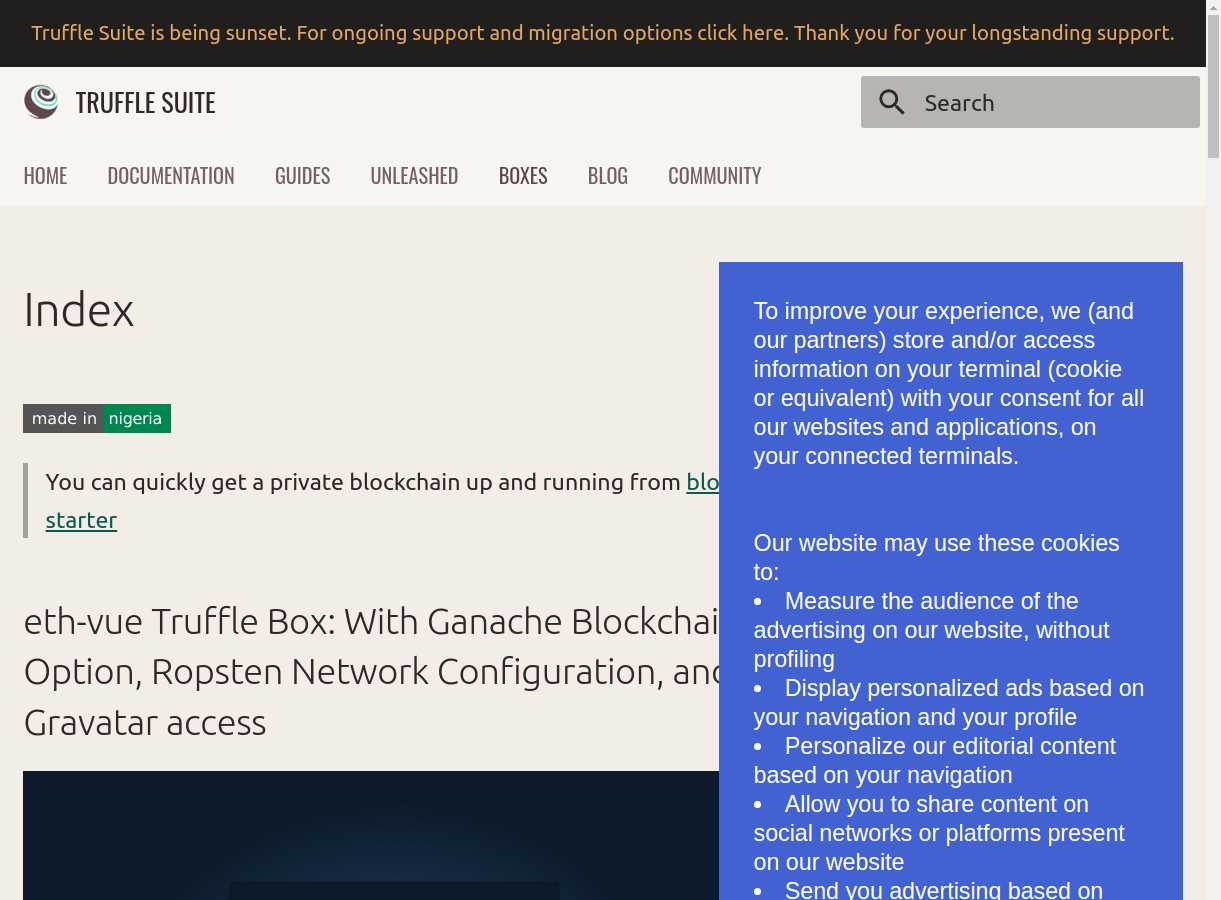 Truffle Suite is being sunset. For ongoing support and migration options click here. Thank you for your longstanding support.
TRUFFLE SUITE
Search
HOME
DOCUMENTATION
GUIDES
UNLEASHED
BOXES
BLOG
COMMUNITY
Index
made in nigeria
You can quickly get a private blockchain up and running from
starter
eth-vue Truffle Box: With Ganache
Option, Ropsten Network Configuration,
Gravatar access
To improve your experience, we (and
our partners) store and/or access
information on your terminal (cookie
or equivalent) with your consent for all
our websites and applications, on
your connected terminals.
Our website may use these cookies
to:
• Measure the audience of the
advertising on our website, without
profiling
• Display personalized ads based on
your navigation and your profile
• Personalize our editorial content
based on your navigation
• Allow you to share content on
social networks or platforms present
on our website
• Send you advertising based on